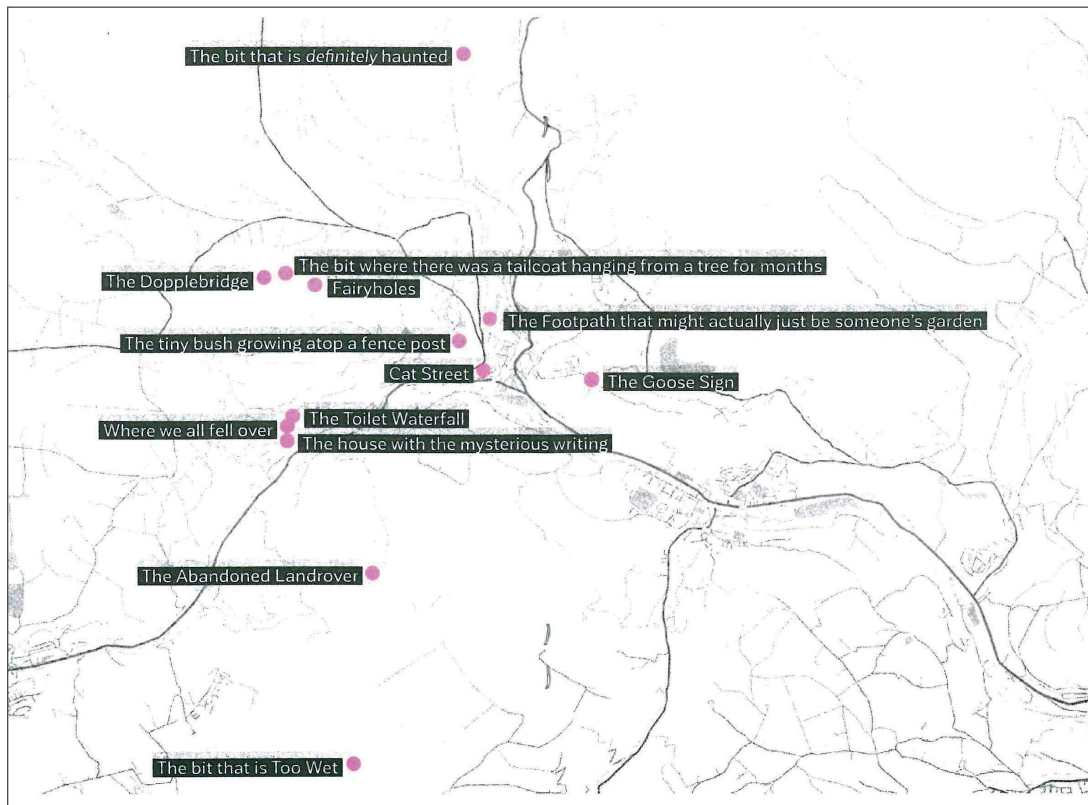 The bit that is definitely haunted
The bit where there was a tailcoat hanging from a tree for months
The Dopplebridge
Fairyholes
The Footpath that might actually just be someone's garden
The tiny bush growing atop a fence post
Cat Street
The Goose Sign
The Toilet Waterfall
Where we all fell over
The house with the mysterious writing
The Abandoned Landrover
The bit that is Too Wet